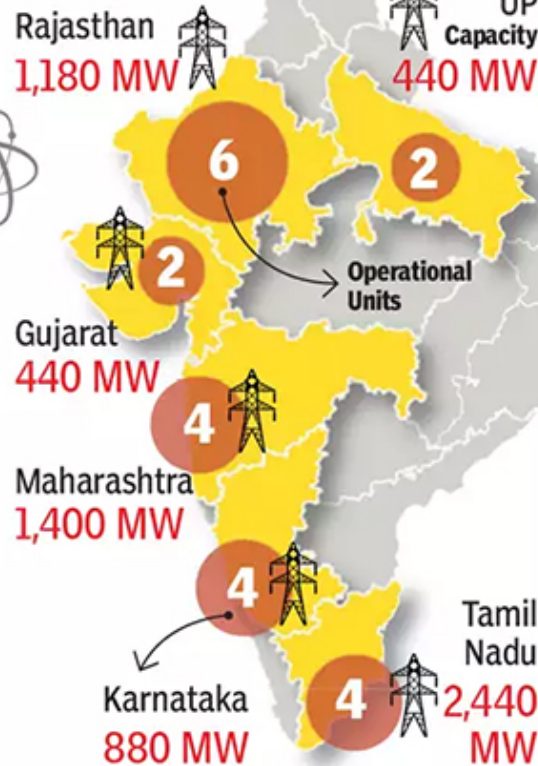 Rajasthan
1,180 MW
UP
Capacity
440 MW
6
2
2
Operational
Units
Gujarat
440 MW
4
Maharashtra
1,400 MW
4
Karnataka
880 MW
Tamil
Nadu
4
2,440
MW